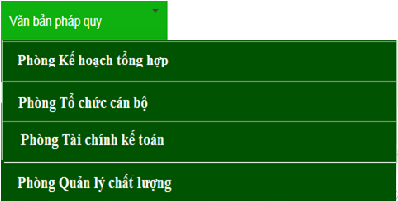 Văn bản pháp quy
Phòng Kế hoạch tổng hợp
Phòng Tổ chức cán bộ
Phòng Tài chính kế toán
Phòng Quản lý chất lượng